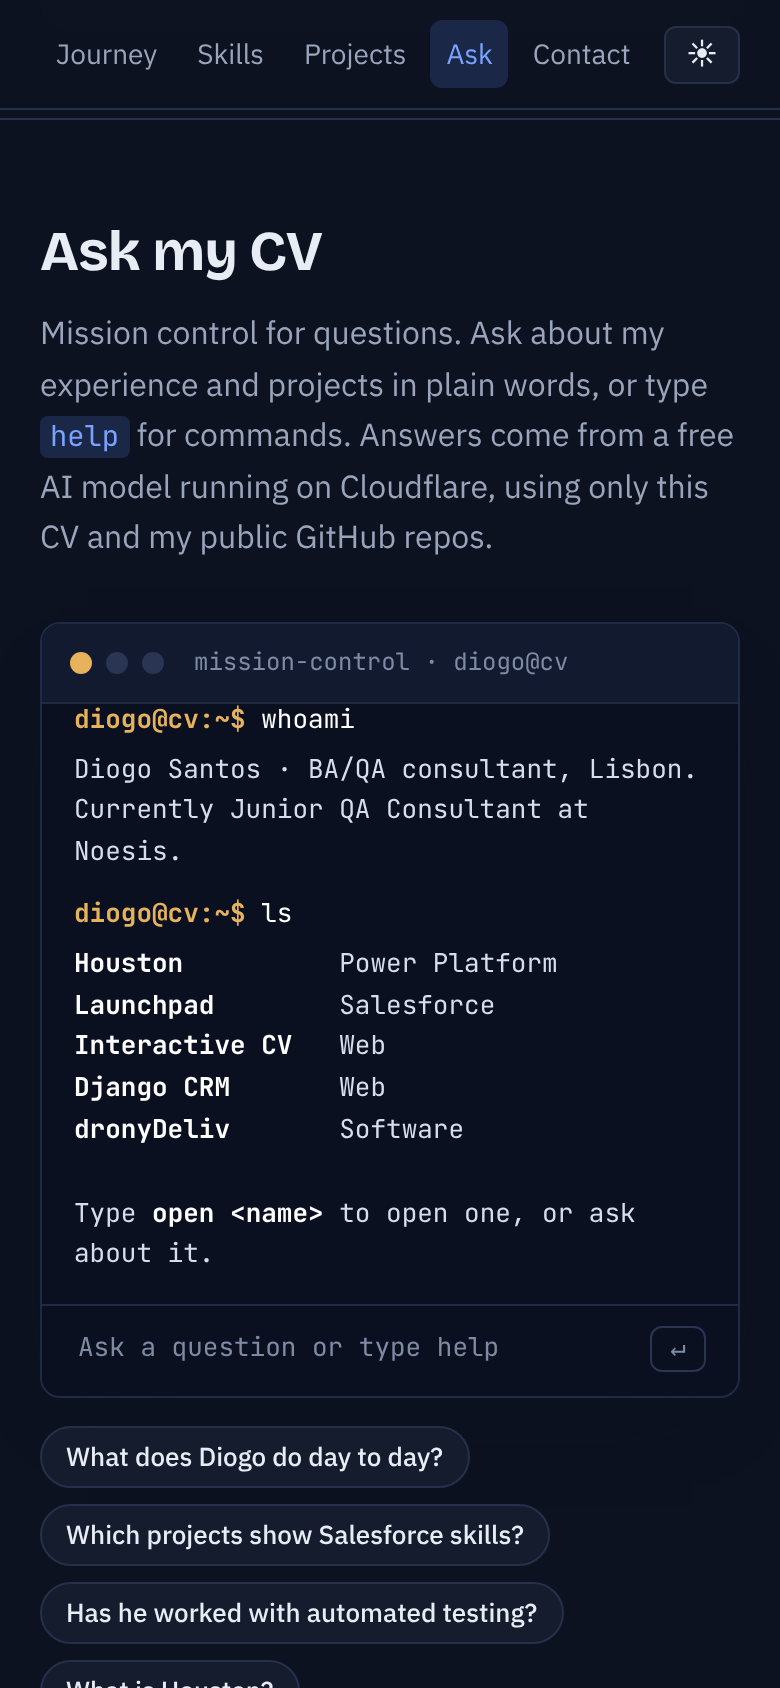 Journey Skills Projects Ask Contact
Ask my CV
Mission control for questions. Ask about my
experience and projects in plain words, or type
help for commands. Answers come from a free
AI model running on Cloudflare, using only this
CV and my public GitHub repos.
mission-control · diogo@cv
diogo@cv:~$ whoami
Diogo Santos · BA/QA consultant, Lisbon.
Currently Junior QA Consultant at
Noesis.
diogo@cv:~$ ls
Houston Power Platform
Launchpad Salesforce
Interactive CV Web
Django CRM Web
dronyDeliv Software
Type open <name> to open one, or ask
about it.
Ask a question or type help ↵
What does Diogo do day to day?
Which projects show Salesforce skills?
Has he worked with automated testing?
What is Houston?